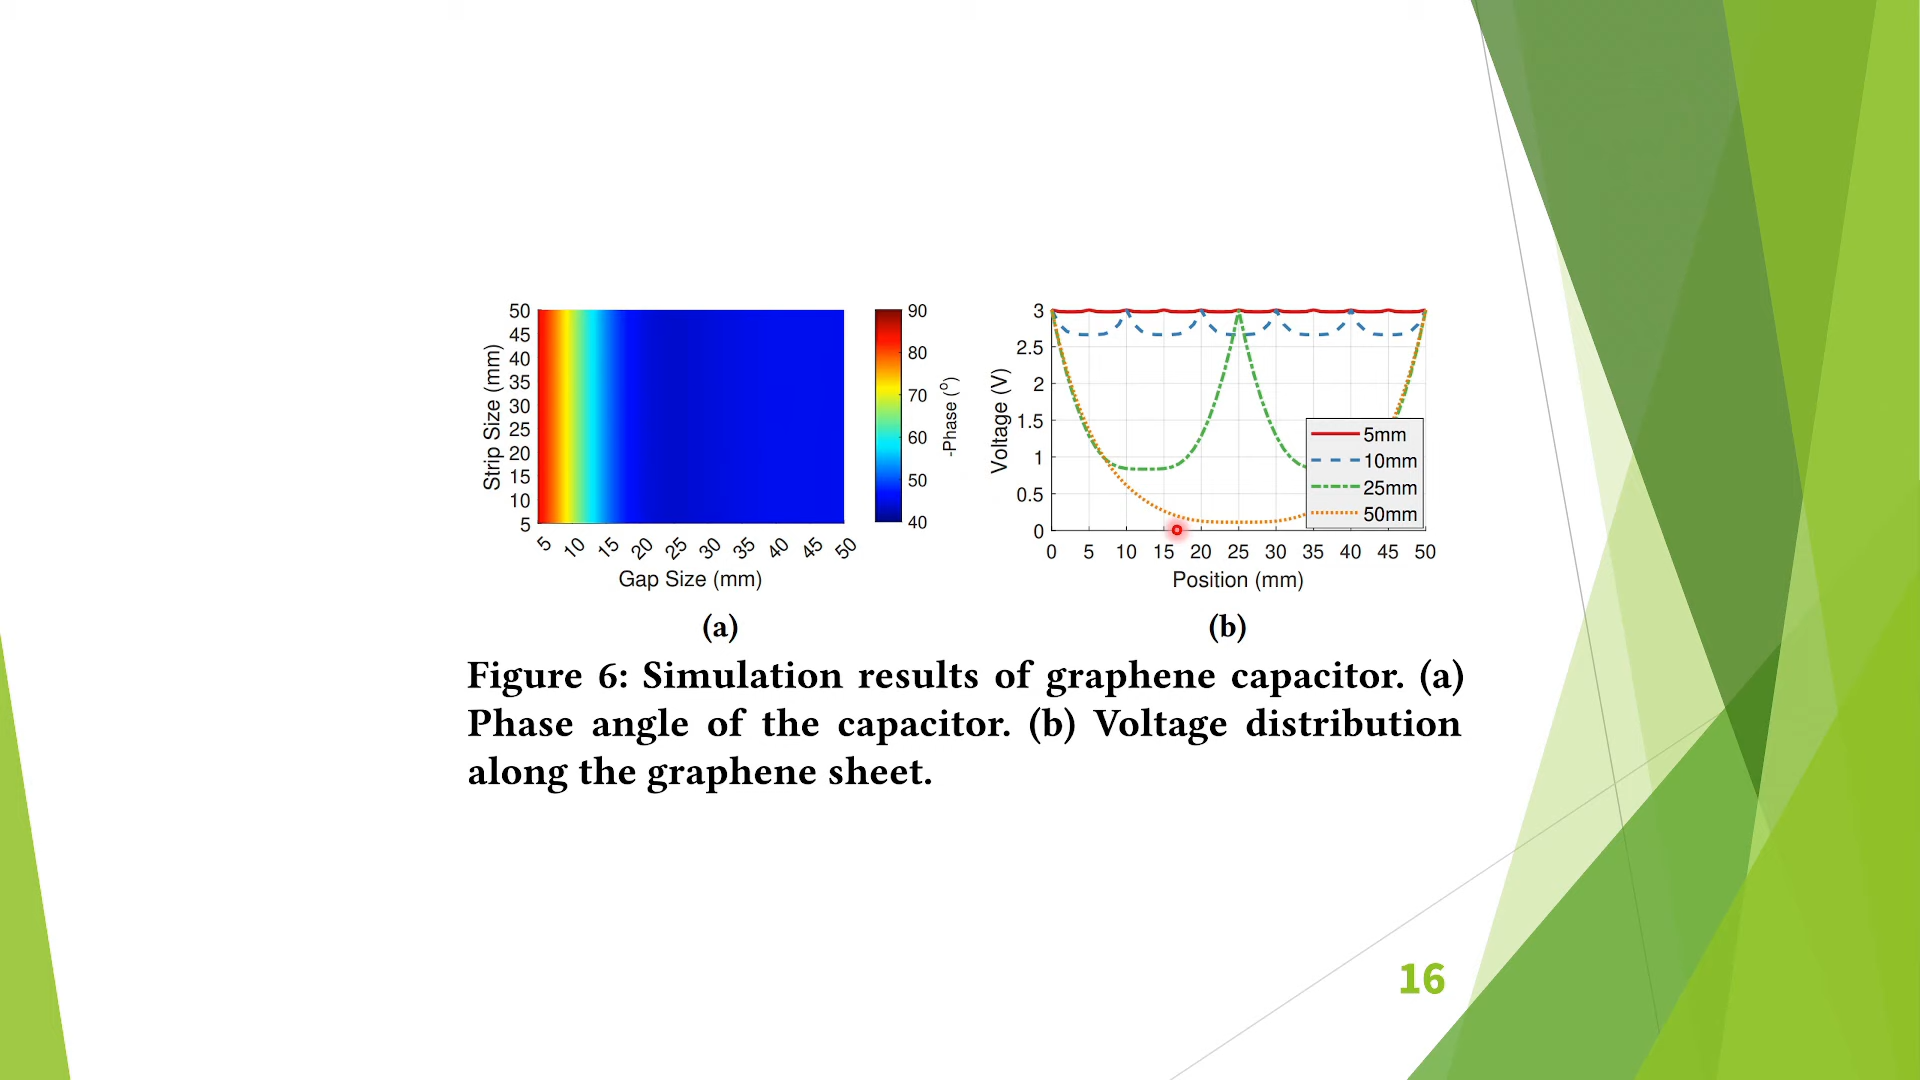 50
45
40
35
30
25
20
15
10
5
Strip Size (mm)
5 10 15 20 25 30 35 40 45 50
Gap Size (mm)
90
80
70
60
50
40
-Phase (°)
(a)
3
2.5
2
1.5
1
0.5
0
Voltage (V)
5mm
10mm
25mm
50mm
0 5 10 15 20 25 30 35 40 45 50
Position (mm)
(b)
Figure 6: Simulation results of graphene capacitor. (a)
Phase angle of the capacitor. (b) Voltage distribution
along the graphene sheet.
16